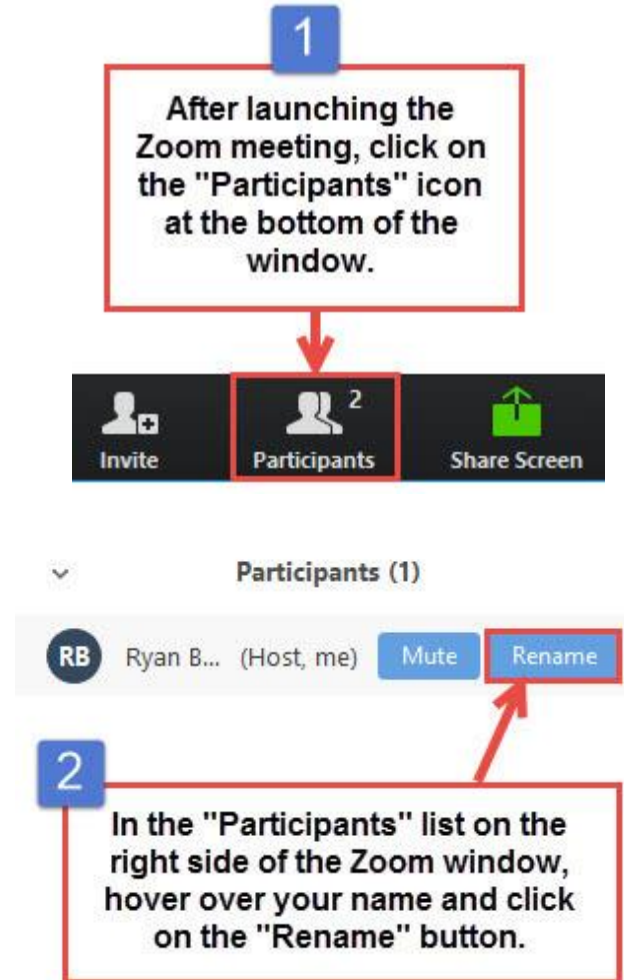 1
After launching the
Zoom meeting, click on
the "Participants" icon
at the bottom of the
window.
2
Invite Participants Share Screen
Participants (1)
RB Ryan B... (Host, me) Mute Rename
2
In the "Participants" list on the
right side of the Zoom window,
hover over your name and click
on the "Rename" button.